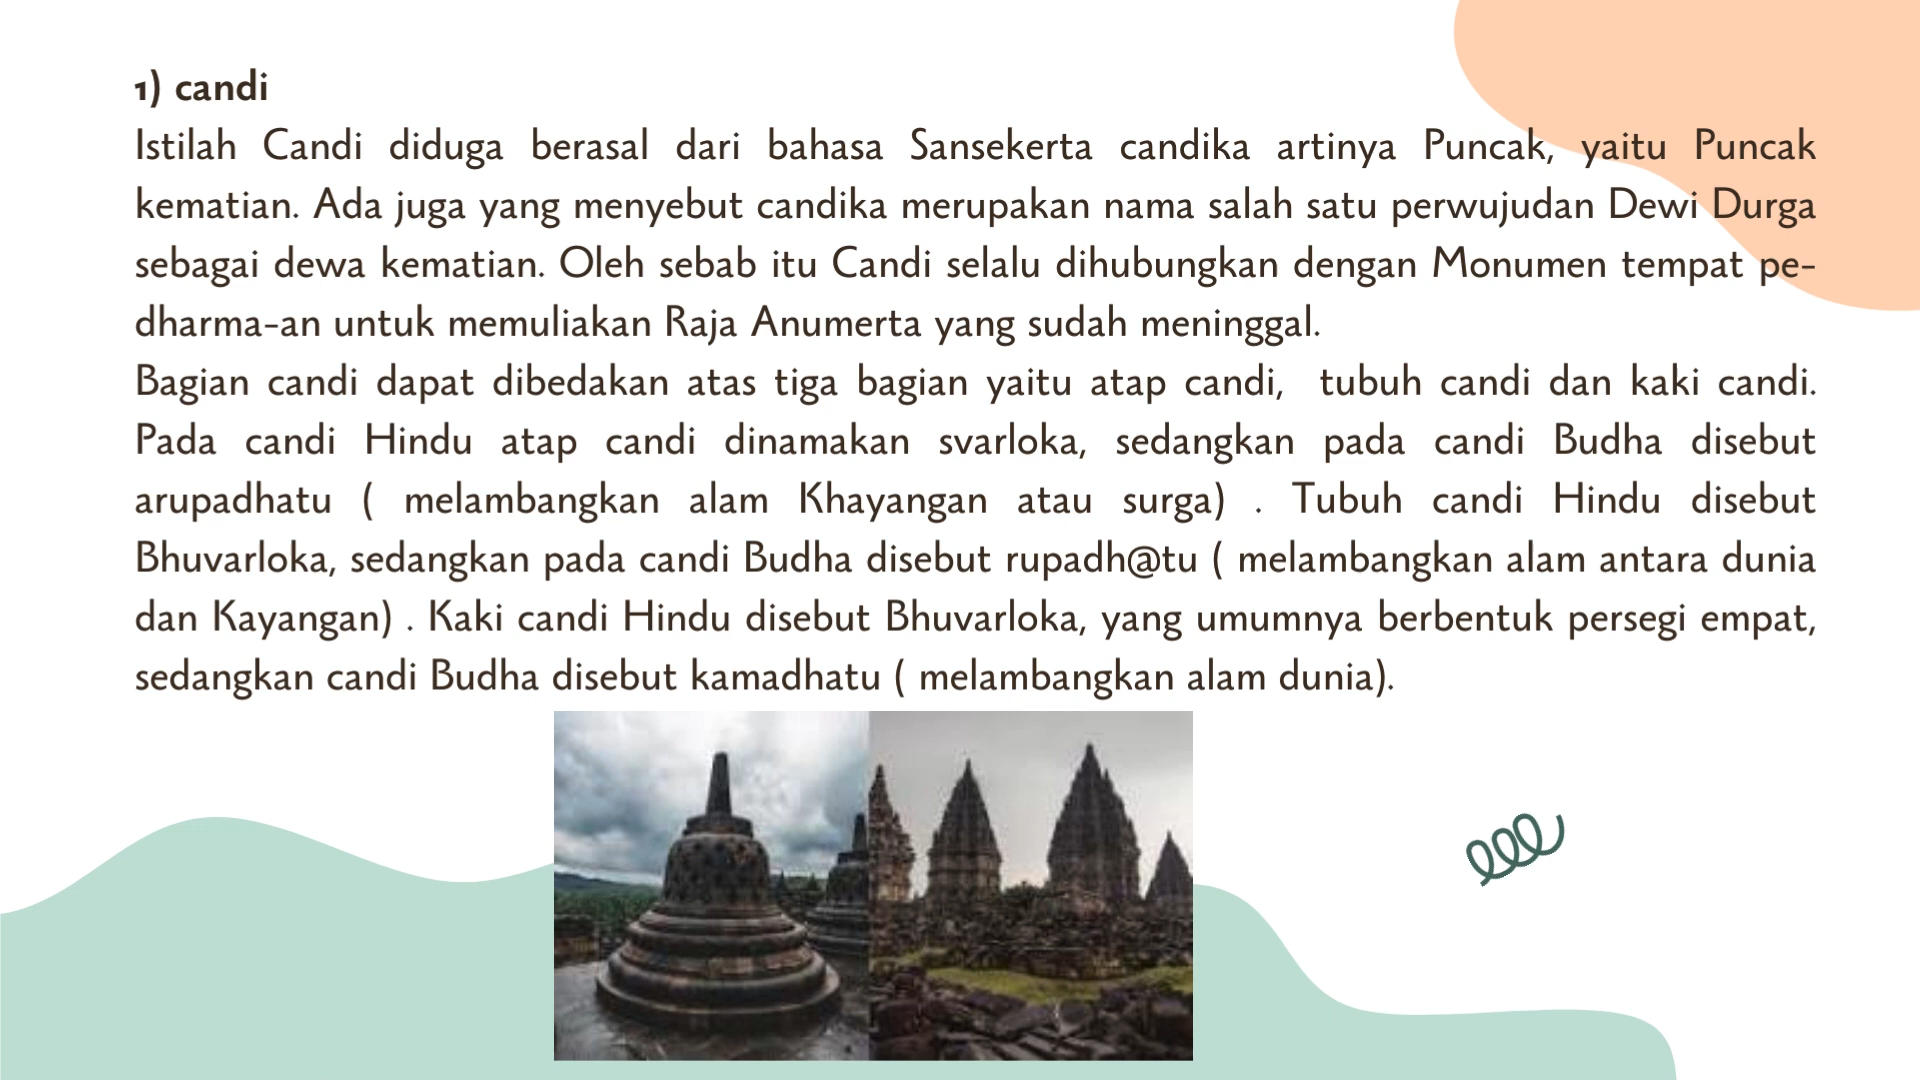 1) candi
Istilah Candi diduga berasal dari bahasa Sansekerta candika artinya Puncak, yaitu Puncak
kematian. Ada juga yang menyebut candika merupakan nama salah satu perwujudan Dewi Durga
sebagai dewa kematian. Oleh sebab itu Candi selalu dihubungkan dengan Monumen tempat pe-
dharma-an untuk memuliakan Raja Anumerta yang sudah meninggal.
Bagian candi dapat dibedakan atas tiga bagian yaitu atap candi, tubuh candi dan kaki candi.
Pada candi Hindu atap candi dinamakan svarloka, sedangkan pada candi Budha disebut
arupadhatu ( melambangkan alam Khayangan atau surga) . Tubuh candi Hindu disebut
Bhuvarloka, sedangkan pada candi Budha disebut rupadh@tu ( melambangkan alam antara dunia
dan Kayangan) . Kaki candi Hindu disebut Bhuvarloka, yang umumnya berbentuk persegi empat,
sedangkan candi Budha disebut kamadhatu ( melambangkan alam dunia).